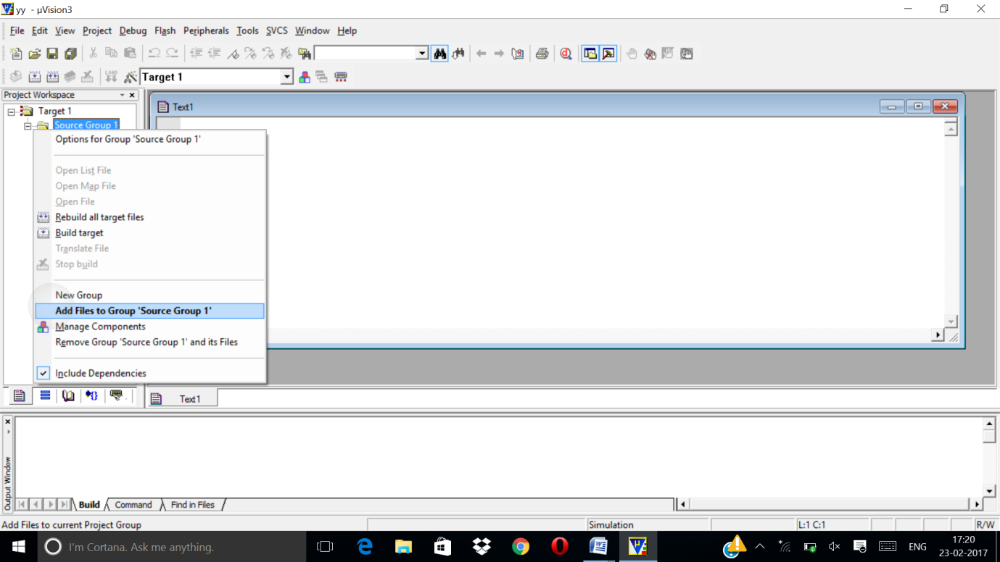 yy - µVision3
File Edit View Project Debug Flash Peripherals Tools SVCS Window Help
LOAD
Target 1
Project Workspace
Target 1
Source Group 1
Text1
Options for Group 'Source Group 1'
Open List File
Open Map File
Open File
Rebuild all target files
Build target
Translate File
Stop build
New Group
Add Files to Group 'Source Group 1'
Manage Components
Remove Group 'Source Group 1' and its Files
Include Dependencies
Text1
Output Window
Build Command Find in Files
Add Files to current Project Group
Simulation
L:1 C:1
R/W
I'm Cortana. Ask me anything.
ENG
17:20
23-02-2017